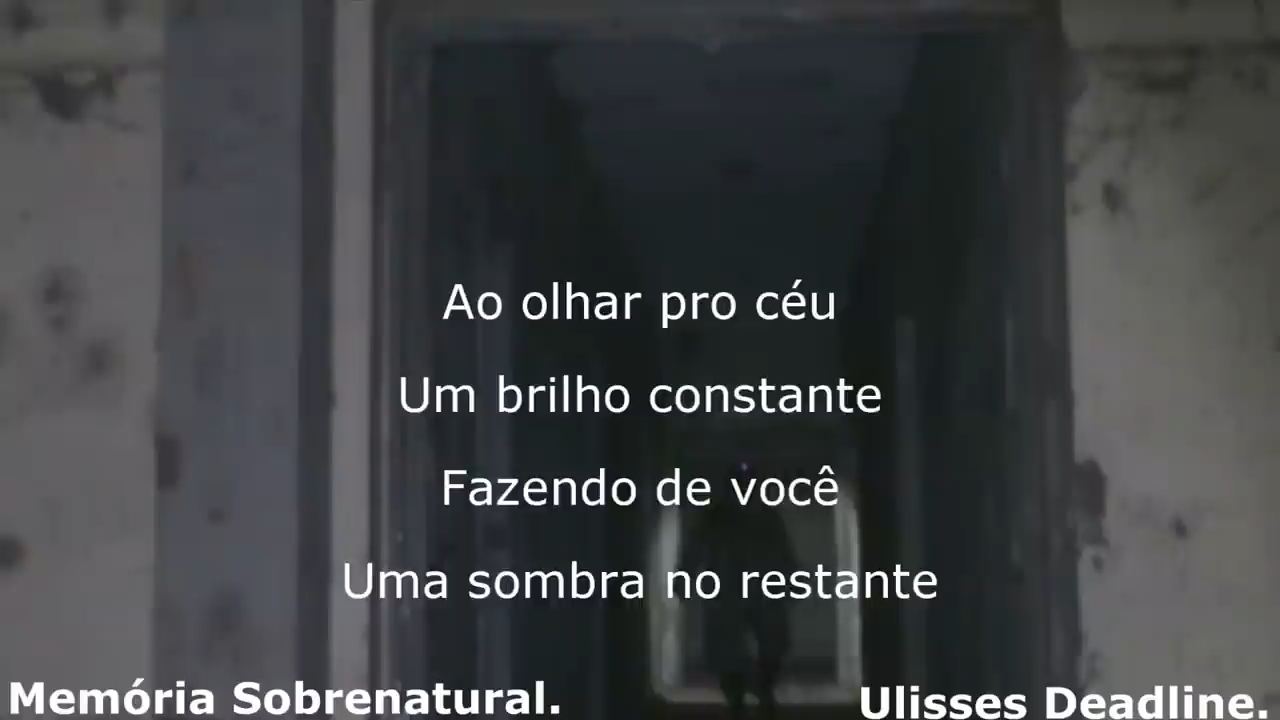 Ao olhar pro céu
Um brilho constante
Fazendo de você
Uma sombra no restante
Memória Sobrenatural.
Ulisses Deadline.